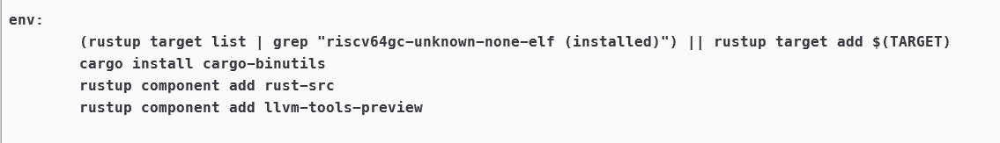 env:
(rustup target list | grep "riscv64gc-unknown-none-elf (installed)") || rustup target add $(TARGET)
cargo install cargo-binutils
rustup component add rust-src
rustup component add llvm-tools-preview